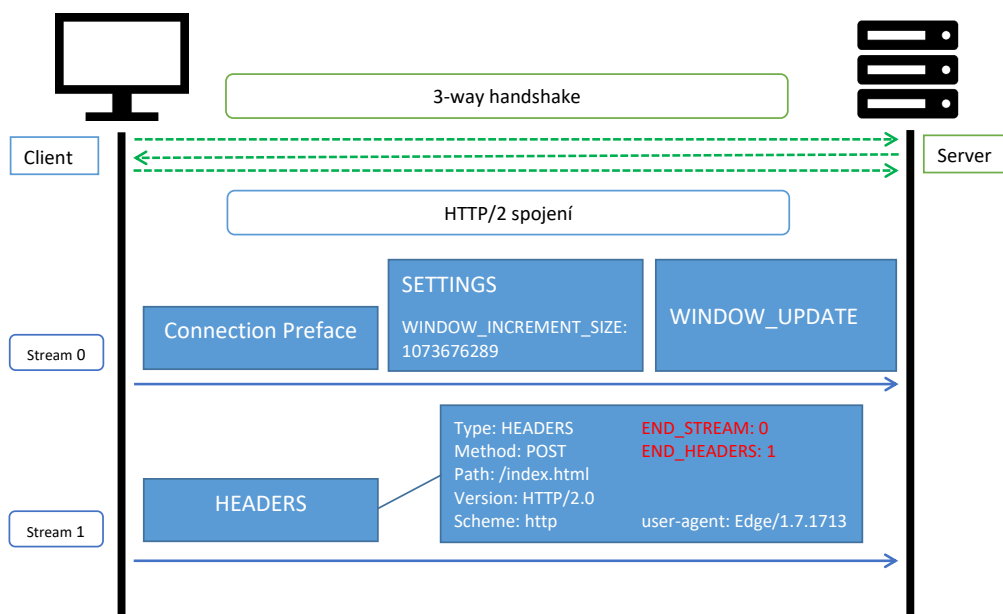 3-way handshake
Client
Server
HTTP/2 spojení
Stream 0
Connection Preface
SETTINGS
WINDOW_INCREMENT_SIZE:
1073676289
WINDOW_UPDATE
Stream 1
HEADERS
Type: HEADERS END_STREAM: 0
Method: POST END_HEADERS: 1
Path: /index.html
Version: HTTP/2.0
Scheme: http user-agent: Edge/1.7.1713